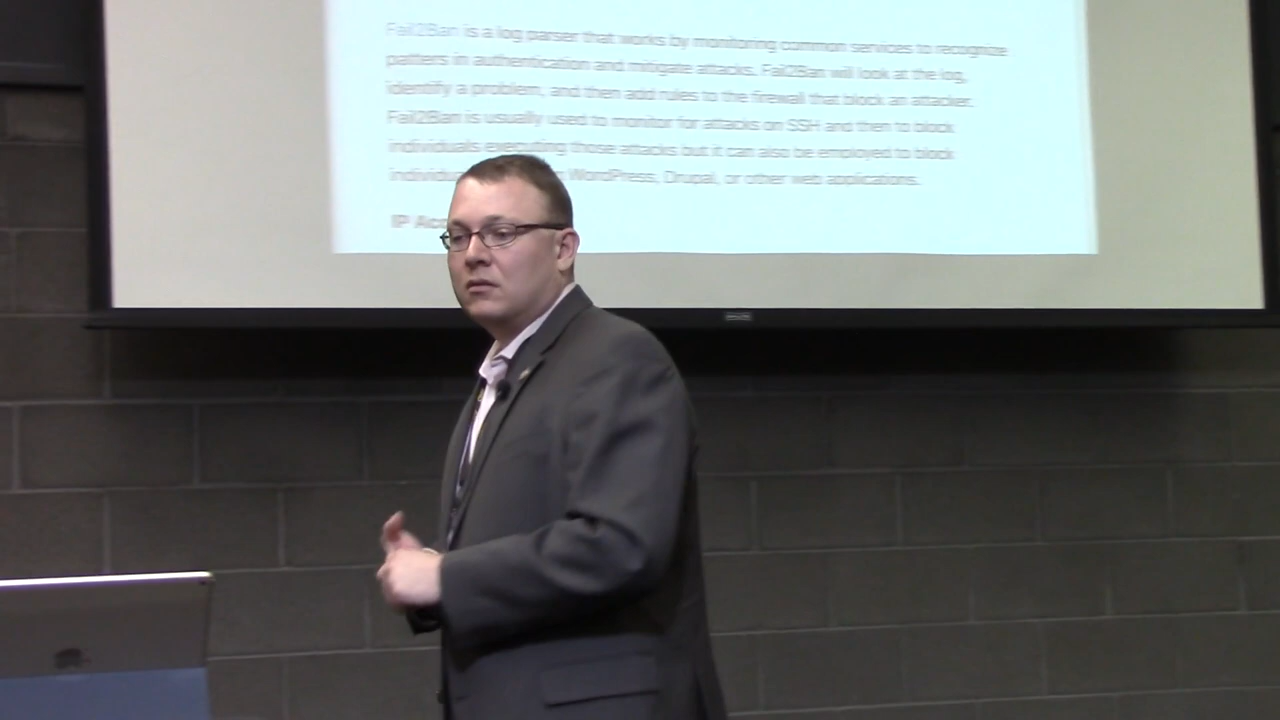 Fail2Ban is a log parser that works by monitoring common services to recognize
patters in authentication and mitigate attacks. Fail2Ban will look at the log,
identify a problem, and then add rules to the firewall that block an attacker.
Fail2Ban is usually used to monitor for attacks on SSH and then to block
individuals executing those attacks but it can also be employed to block
WordPress, Drupal, or other web applications.
IP